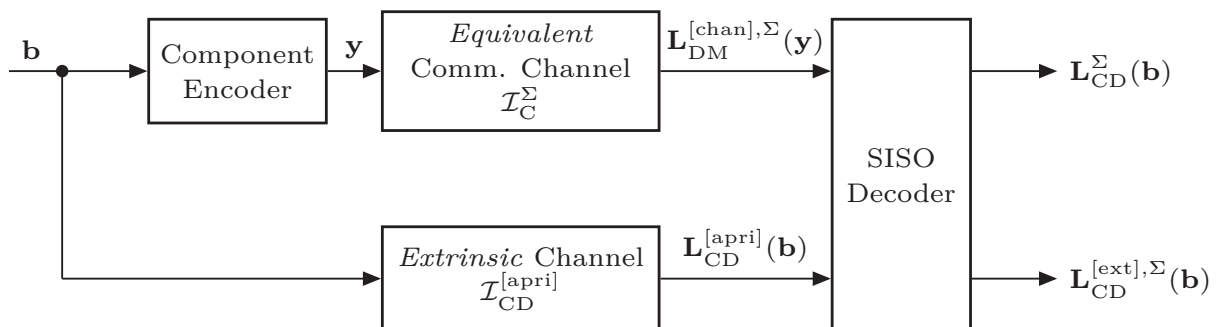 b
Component
Encoder
y
Equivalent
Comm. Channel
𝓘_C^Σ
L_DM^{[chan],Σ}(y)
SISO
Decoder
L_CD^Σ(b)
Extrinsic Channel
𝓘_CD^{[apri]}
L_CD^{[apri]}(b)
L_CD^{[ext],Σ}(b)